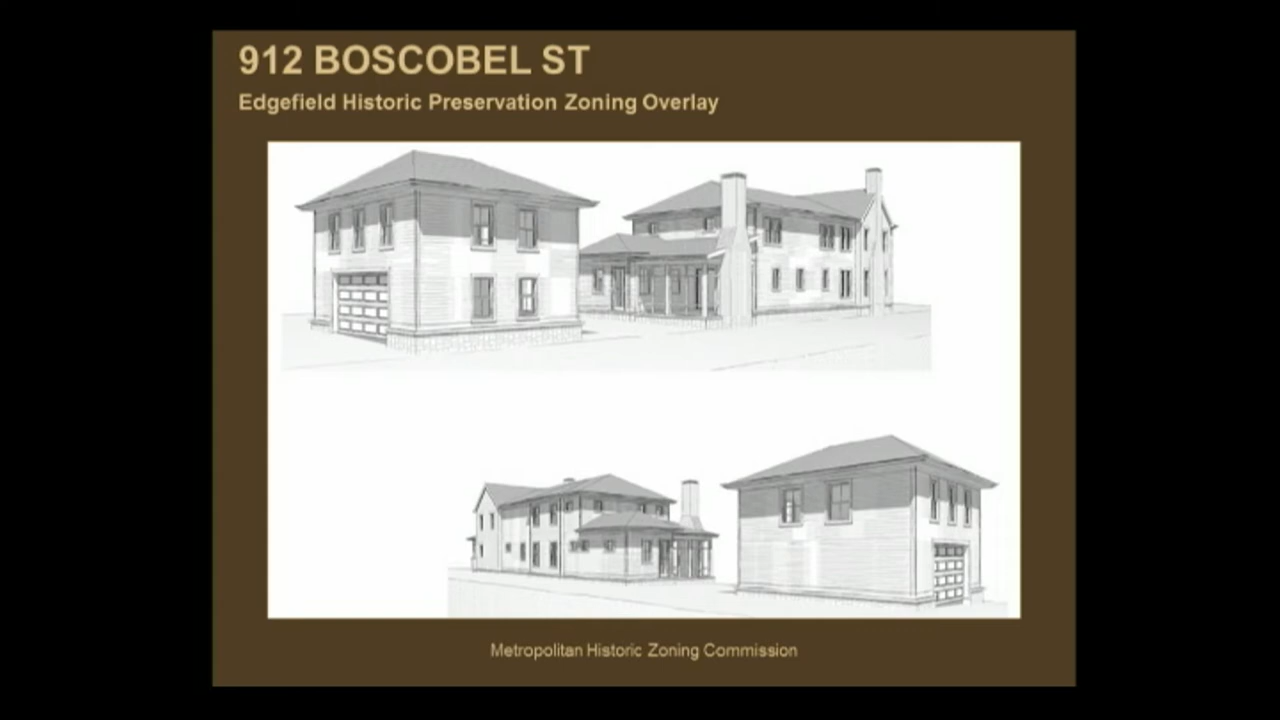 912 BOSCOBEL ST
Edgefield Historic Preservation Zoning Overlay
Metropolitan Historic Zoning Commission